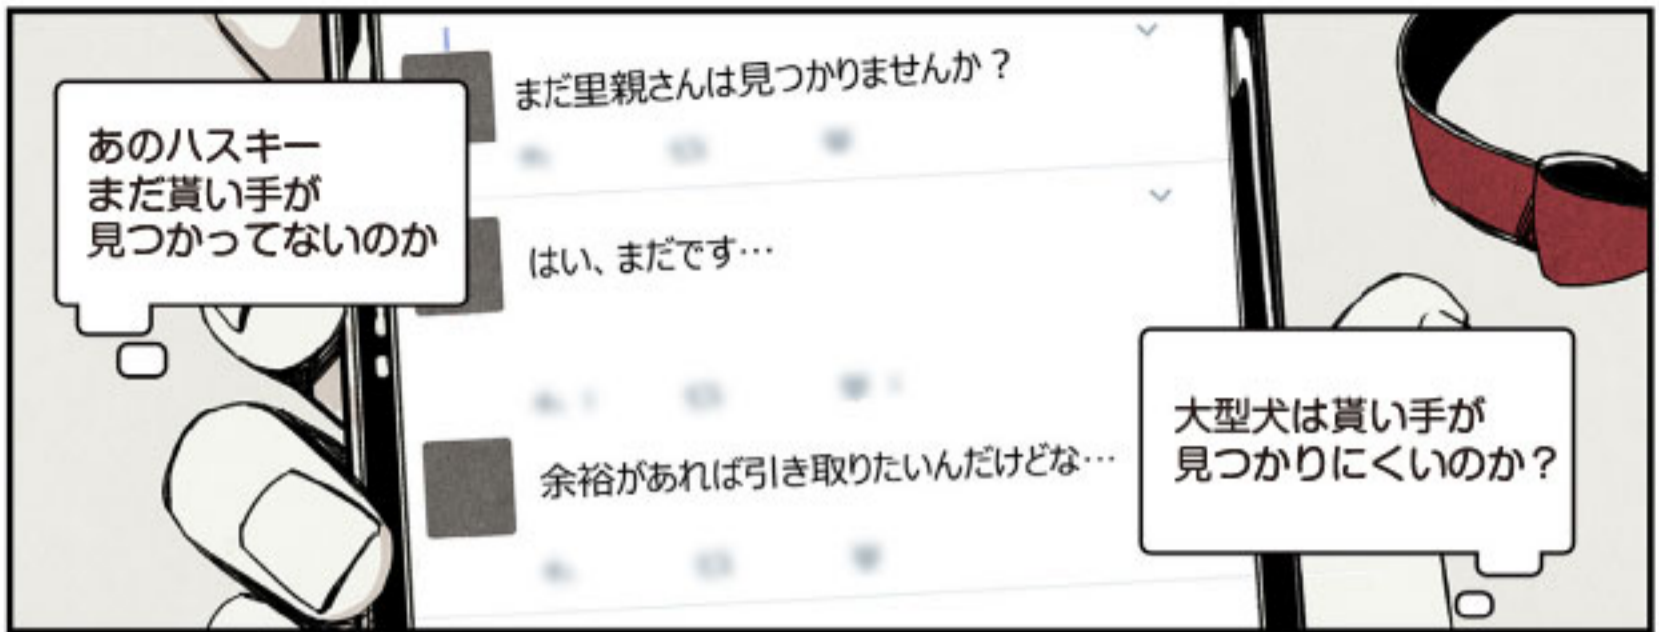 あのハスキー
まだ貰い手が
見つかってないのか
まだ里親さんは見つかりませんか？
はい、まだです…
余裕があれば引き取りたいんだけどな…
大型犬は貰い手が
見つかりにくいのか？